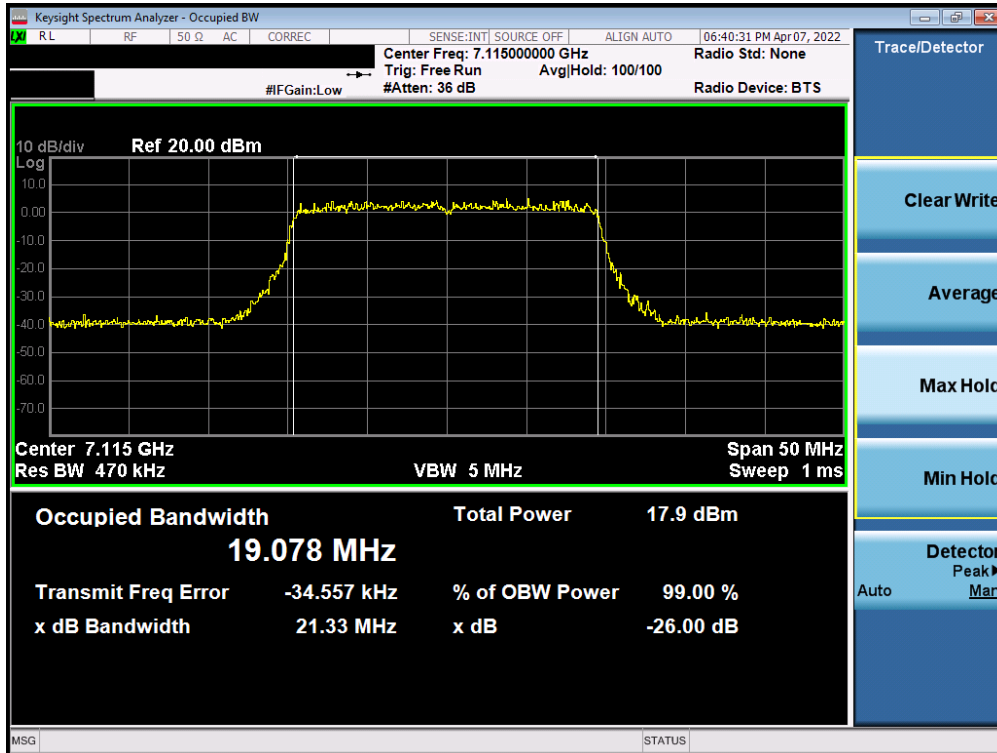 Keysight Spectrum Analyzer - Occupied BW
LXI RL RF 50 Ω AC CORREC SENSE:INT SOURCE OFF ALIGN AUTO 06:40:31 PM Apr 07, 2022
Center Freq: 7.115000000 GHz Radio Std: None
Trig: Free Run Avg|Hold: 100/100
#IFGain:Low #Atten: 36 dB Radio Device: BTS
10 dB/div Ref 20.00 dBm
Log
10.0
0.00
-10.0
-20.0
-30.0
-40.0
-50.0
-60.0
-70.0
Center 7.115 GHz Span 50 MHz
Res BW 470 kHz VBW 5 MHz Sweep 1 ms
Occupied Bandwidth Total Power 17.9 dBm
19.078 MHz
Transmit Freq Error -34.557 kHz % of OBW Power 99.00 %
x dB Bandwidth 21.33 MHz x dB -26.00 dB
MSG STATUS
Trace/Detector
Clear Write
Average
Max Hold
Min Hold
Detector
Peak▶
Auto Man